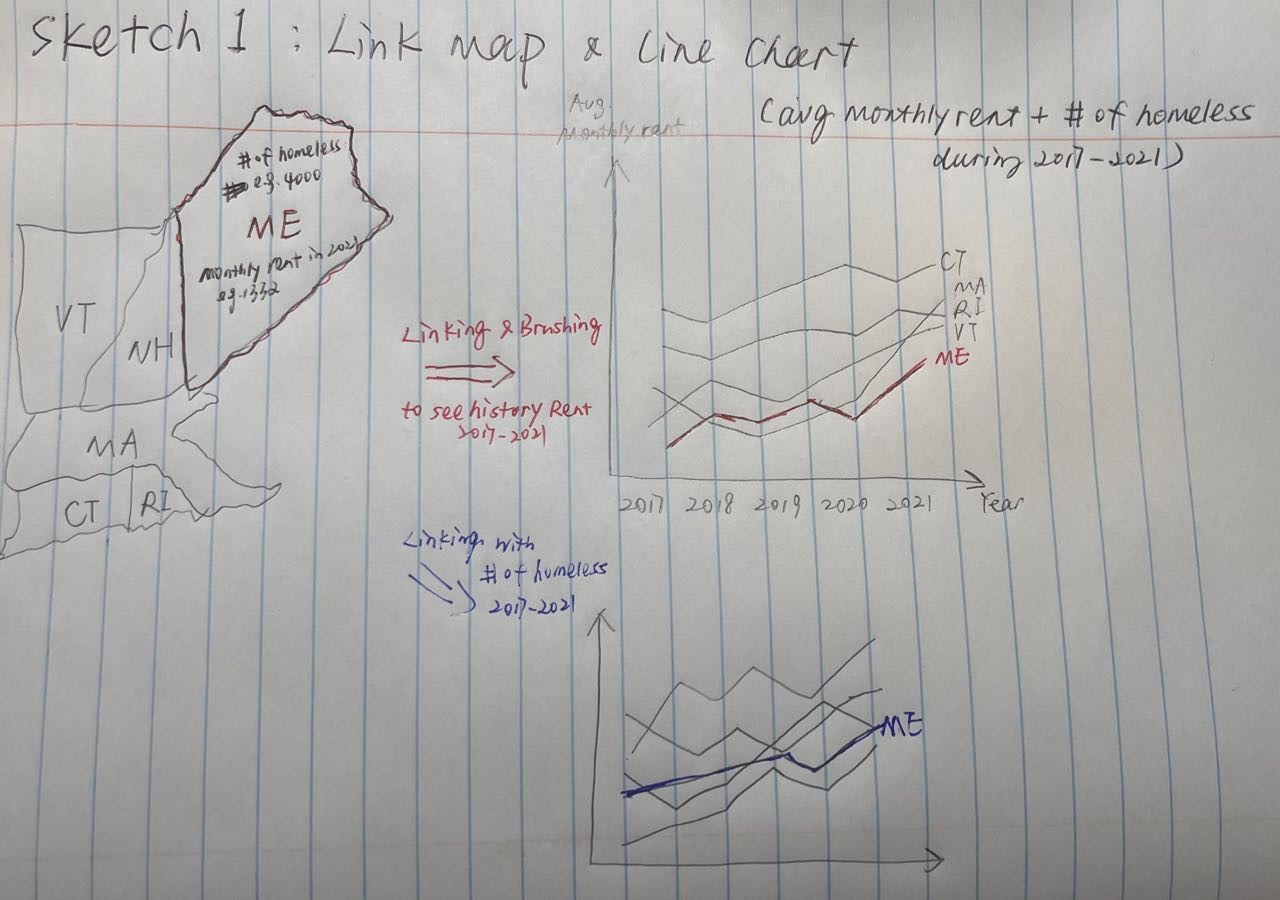 Sketch 1 : Link map & Line Chart
(avg monthly rent + # of homeless
during 2017-2021)
# of homeless
eg. 4000
ME
monthly rent in 2021
eg. 1332
VT
NH
MA
CT
RI
Linking & Brushing
to see history Rent
2017-2021
Avg.
Monthly rent
CT
MA
RI
VT
ME
2017 2018 2019 2020 2021 Year
Linking with
# of homeless
2017-2021
ME